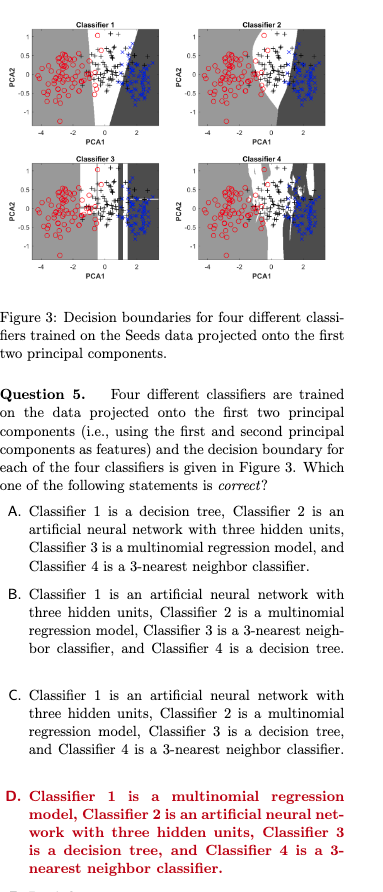 Classifier 1
Classifier 2
1
0.5
0
-0.5
-1
PCA2
-4
-2
0
2
PCA1
1
0.5
0
-0.5
-1
PCA2
-4
-2
0
2
PCA1
Classifier 3
Classifier 4
1
0.5
0
-0.5
-1
PCA2
-4
-2
0
2
PCA1
1
0.5
0
-0.5
-1
PCA2
-4
-2
0
2
PCA1
Figure 3: Decision boundaries for four different classi-
fiers trained on the Seeds data projected onto the first
two principal components.
Question 5. Four different classifiers are trained
on the data projected onto the first two principal
components (i.e., using the first and second principal
components as features) and the decision boundary for
each of the four classifiers is given in Figure 3. Which
one of the following statements is correct?
A. Classifier 1 is a decision tree, Classifier 2 is an
artificial neural network with three hidden units,
Classifier 3 is a multinomial regression model, and
Classifier 4 is a 3-nearest neighbor classifier.
B. Classifier 1 is an artificial neural network with
three hidden units, Classifier 2 is a multinomial
regression model, Classifier 3 is a 3-nearest neigh-
bor classifier, and Classifier 4 is a decision tree.
C. Classifier 1 is an artificial neural network with
three hidden units, Classifier 2 is a multinomial
regression model, Classifier 3 is a decision tree,
and Classifier 4 is a 3-nearest neighbor classifier.
D. Classifier 1 is a multinomial regression
model, Classifier 2 is an artificial neural net-
work with three hidden units, Classifier 3
is a decision tree, and Classifier 4 is a 3-
nearest neighbor classifier.